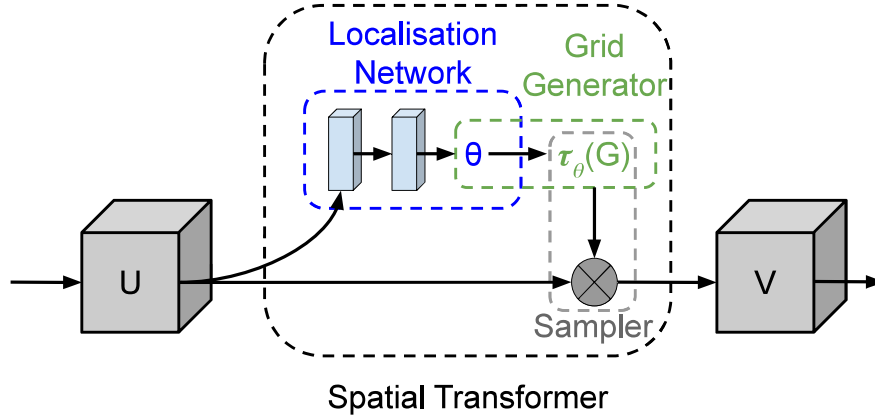 Localisation
Network
Grid
Generator
θ
𝝉θ(G)
U
V
Sampler
Spatial Transformer